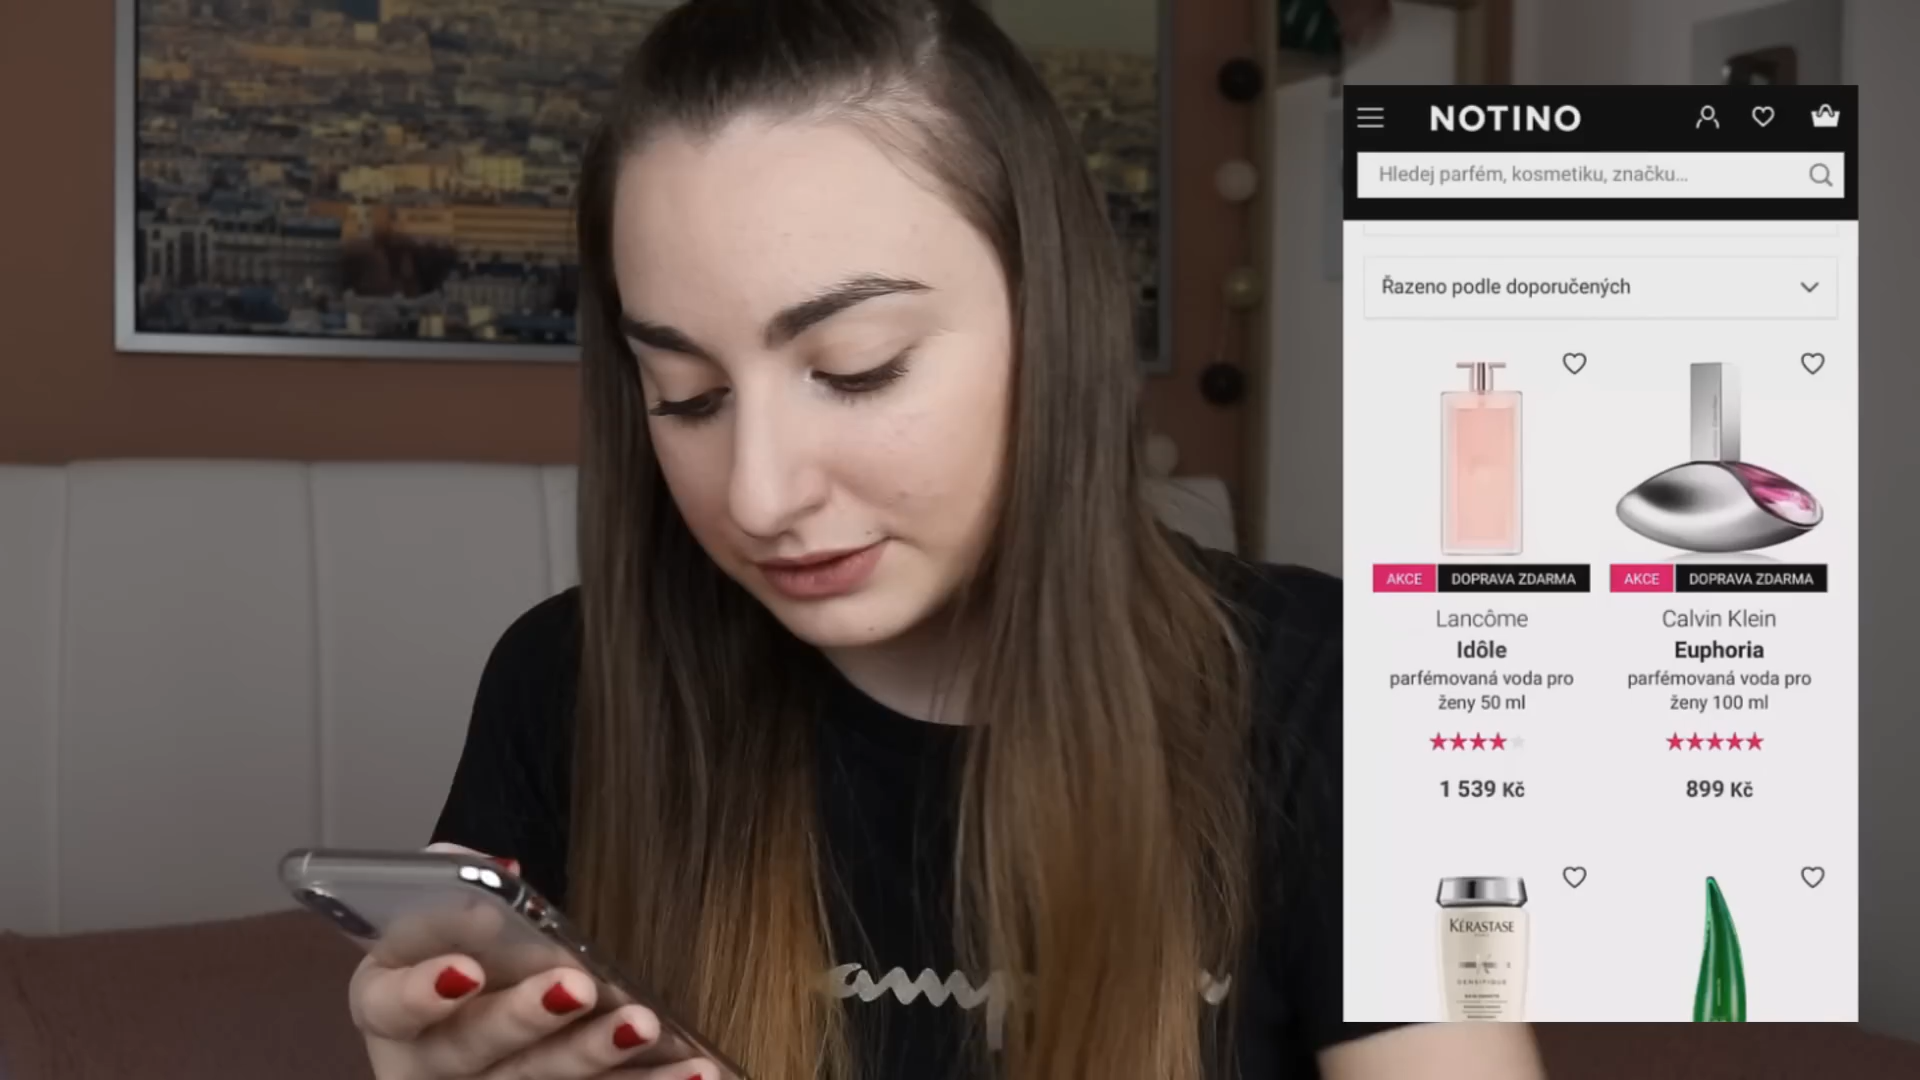 NOTINO
Hledej parfém, kosmetiku, značku...
Řazeno podle doporučených
AKCE DOPRAVA ZDARMA
Lancôme
Idôle
parfémovaná voda pro
ženy 50 ml
1 539 Kč
AKCE DOPRAVA ZDARMA
Calvin Klein
Euphoria
parfémovaná voda pro
ženy 100 ml
899 Kč
KÉRASTASE